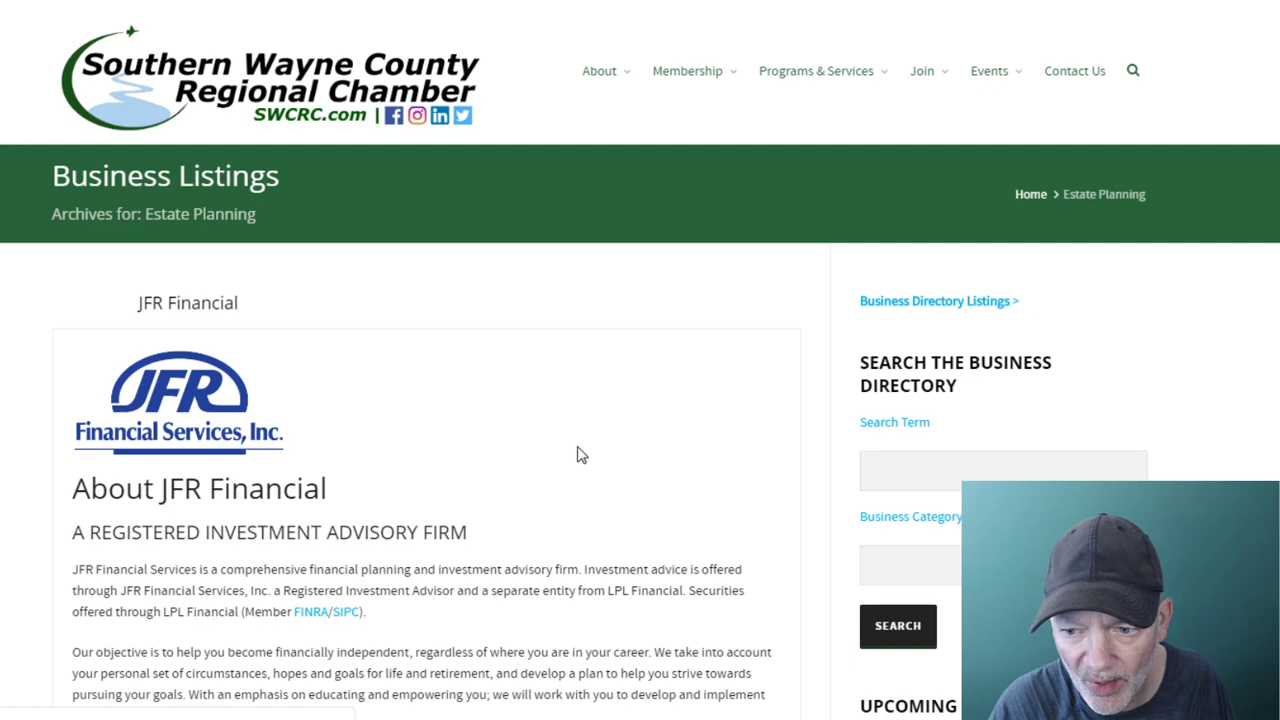 Southern Wayne County
Regional Chamber
SWCRC.com |
About
Membership
Programs & Services
Join
Events
Contact Us
Business Listings
Archives for: Estate Planning
Home > Estate Planning
JFR Financial
JFR
Financial Services, Inc.
About JFR Financial
A REGISTERED INVESTMENT ADVISORY FIRM
JFR Financial Services is a comprehensive financial planning and investment advisory firm. Investment advice is offered
through JFR Financial Services, Inc. a Registered Investment Advisor and a separate entity from LPL Financial. Securities
offered through LPL Financial (Member FINRA/SIPC).
Our objective is to help you become financially independent, regardless of where you are in your career. We take into account
your personal set of circumstances, hopes and goals for life and retirement, and develop a plan to help you strive towards
pursuing your goals. With an emphasis on educating and empowering you; we will work with you to develop and implement
Business Directory Listings >
SEARCH THE BUSINESS
DIRECTORY
Search Term
Business Category
SEARCH
UPCOMING